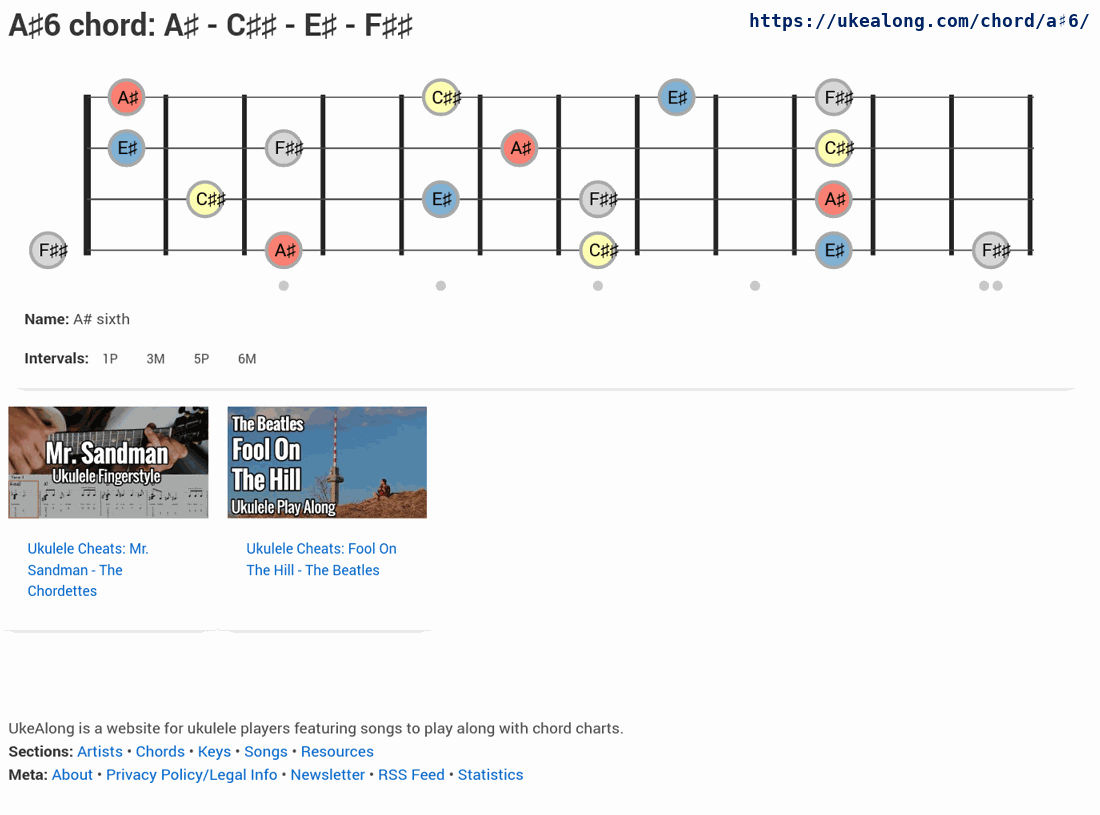 A♯6 chord: A♯ - C♯♯ - E♯ - F♯♯
https://ukealong.com/chord/a♯6/
A♯ C♯♯ E♯ F♯♯
E♯ F♯♯ A♯ C♯♯
C♯♯ E♯ F♯♯ A♯
F♯♯ A♯ C♯♯ E♯ F♯♯
Name: A# sixth
Intervals: 1P 3M 5P 6M
Mr. Sandman
Ukulele Fingerstyle
The Beatles
Fool On
The Hill
Ukulele Play Along
Ukulele Cheats: Mr.
Sandman - The
Chordettes
Ukulele Cheats: Fool On
The Hill - The Beatles
UkeAlong is a website for ukulele players featuring songs to play along with chord charts.
Sections: Artists • Chords • Keys • Songs • Resources
Meta: About • Privacy Policy/Legal Info • Newsletter • RSS Feed • Statistics